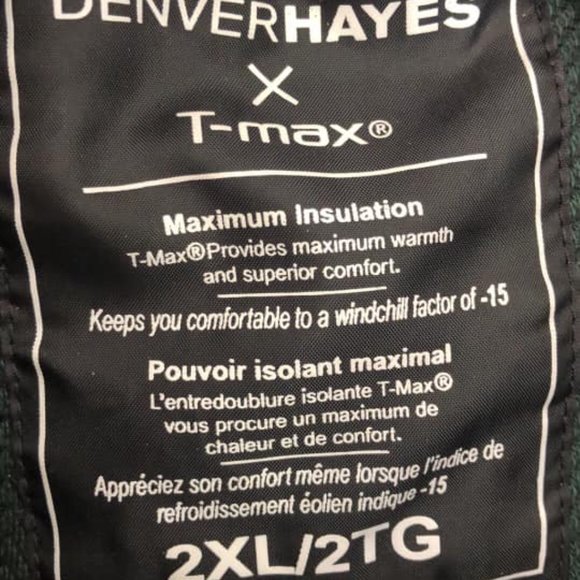 DENVERHAYES
X
T-max®
Maximum Insulation
T-Max®Provides maximum warmth
and superior comfort.
Keeps you comfortable to a windchill factor of -15
Pouvoir isolant maximal
L'entredoublure isolante T-Max®
vous procure un maximum de
chaleur et de confort.
Appréciez son confort même lorsque l'indice de
refroidissement éolien indique -15
2XL/2TG